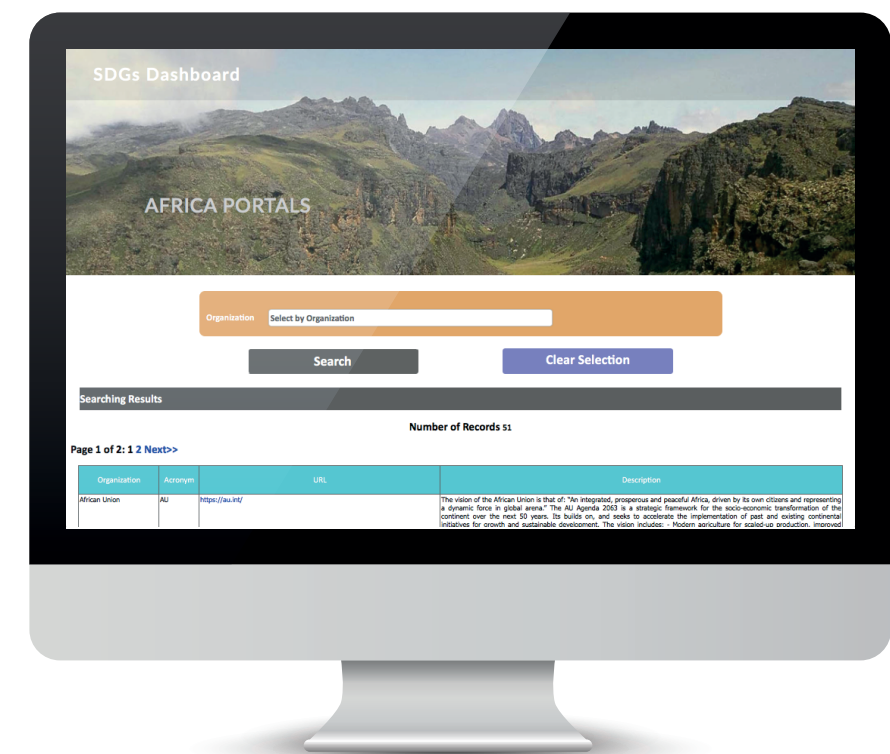 SDGs Dashboard
AFRICA PORTALS
Organization Select by Organization
Search Clear Selection
Searching Results
Number of Records 51
Page 1 of 2: 1 2 Next>>
Organization Acronym URL Description
African Union AU https://au.int/ The vision of the African Union is that of: "An integrated, prosperous and peaceful Africa, driven by its own citizens and representing
a dynamic force in global arena." The AU Agenda 2063 is a strategic framework for the socio-economic transformation of the
continent over the next 50 years. Its builds on, and seeks to accelerate the implementation of past and existing continental
initiatives for growth and sustainable development. The vision includes: - Modern agriculture for scaled-up production, improved